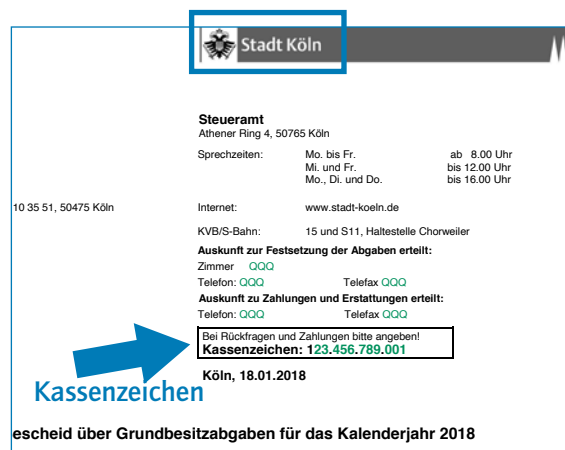 Stadt Köln
Steueramt
Athener Ring 4, 50765 Köln
Sprechzeiten: Mo. bis Fr. ab 8.00 Uhr
Mi. und Fr. bis 12.00 Uhr
Mo., Di. und Do. bis 16.00 Uhr
10 35 51, 50475 Köln Internet: www.stadt-koeln.de
KVB/S-Bahn: 15 und S11, Haltestelle Chorweiler
Auskunft zur Festsetzung der Abgaben erteilt:
Zimmer QQQ
Telefon: QQQ Telefax QQQ
Auskunft zu Zahlungen und Erstattungen erteilt:
Telefon: QQQ Telefax QQQ
Bei Rückfragen und Zahlungen bitte angeben!
Kassenzeichen: 123.456.789.001
Kassenzeichen
Köln, 18.01.2018
escheid über Grundbesitzabgaben für das Kalenderjahr 2018